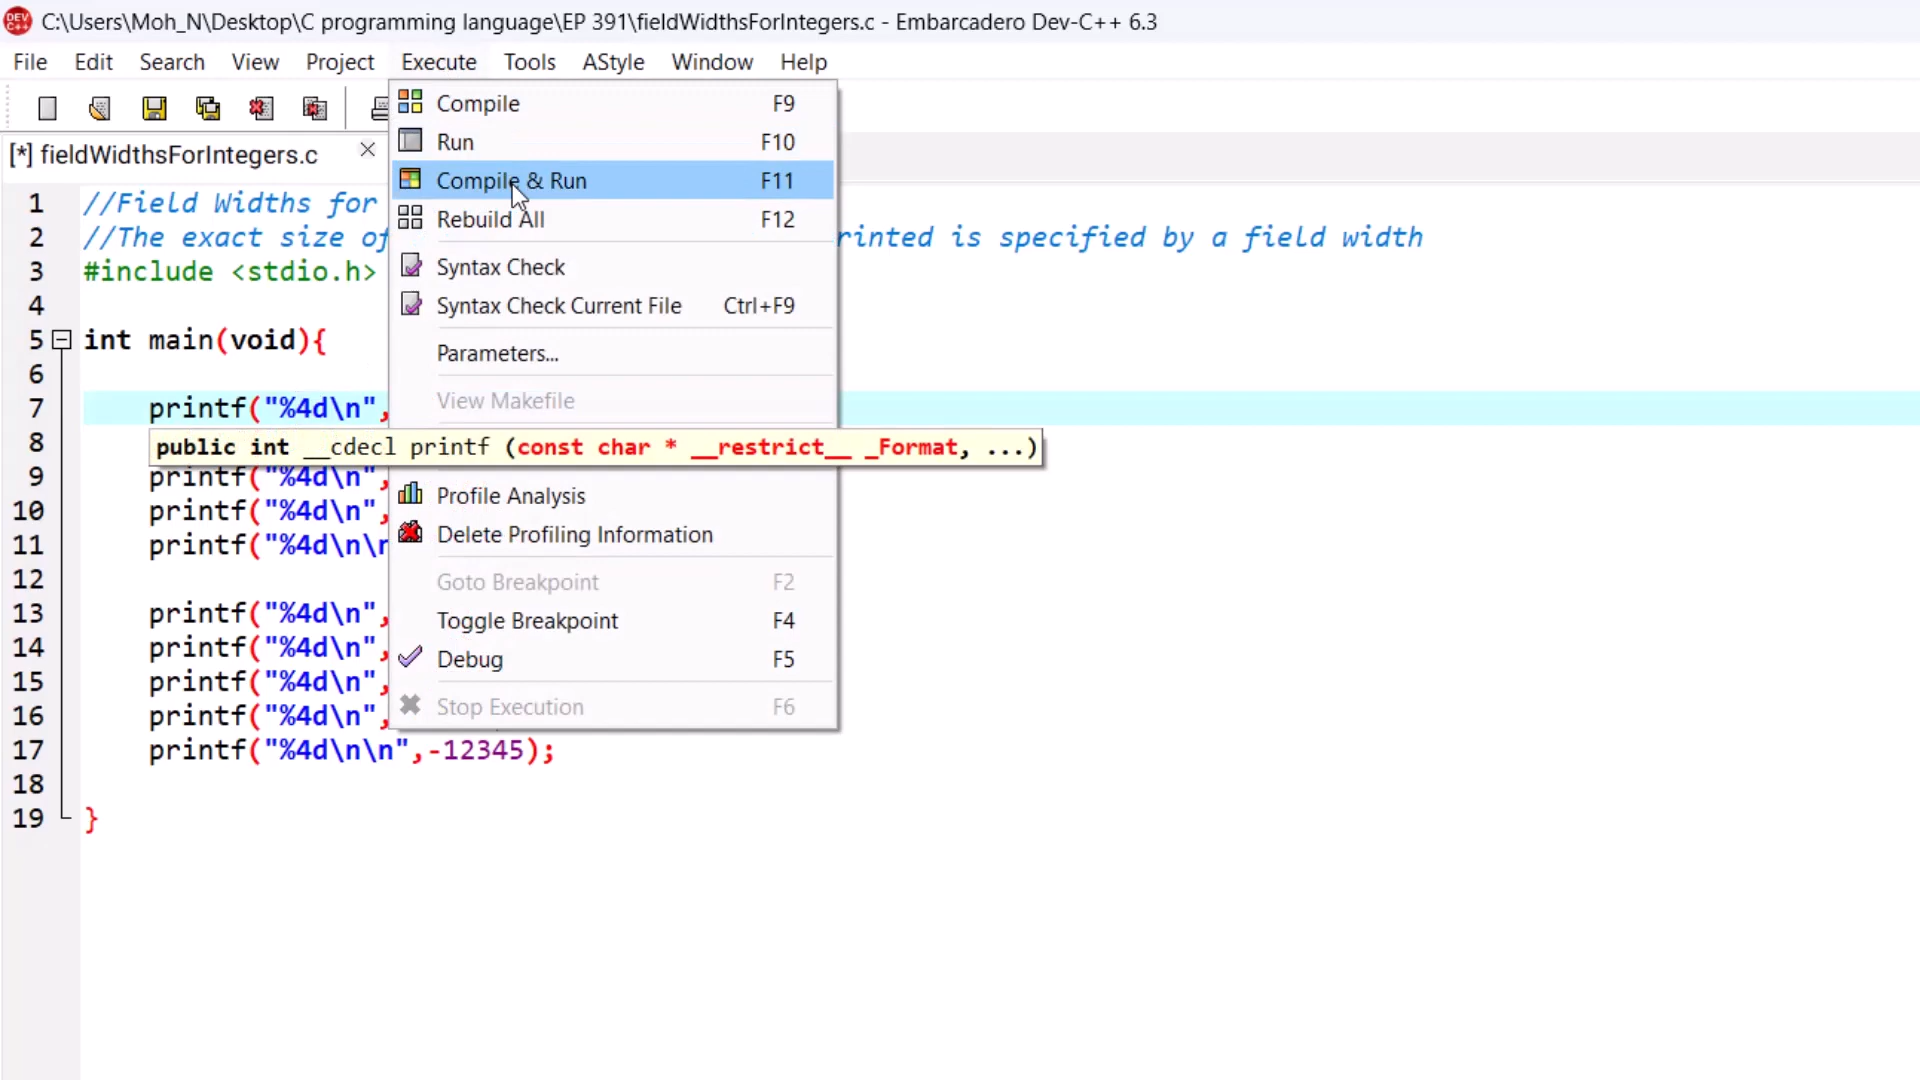 C:\Users\Moh_N\Desktop\C programming language\EP 391\fieldWidthsForIntegers.c - Embarcadero Dev-C++ 6.3
File Edit Search View Project Execute Tools AStyle Window Help
[*] fieldWidthsForIntegers.c
Compile F9
Run F10
Compile & Run F11
Rebuild All F12
Syntax Check
Syntax Check Current File Ctrl+F9
Parameters...
View Makefile
Profile Analysis
Delete Profiling Information
Goto Breakpoint F2
Toggle Breakpoint F4
Debug F5
Stop Execution F6
1 //Field Widths for
2 //The exact size of rinted is specified by a field width
3 #include <stdio.h>
4
5 int main(void){
6
7 printf("%4d\n",
8 public int __cdecl printf (const char * __restrict__ _Format, ...)
9 printf("%4d\n",
10 printf("%4d\n",
11 printf("%4d\n\n
12
13 printf("%4d\n",
14 printf("%4d\n",
15 printf("%4d\n",
16 printf("%4d\n",
17 printf("%4d\n\n",-12345);
18
19 }